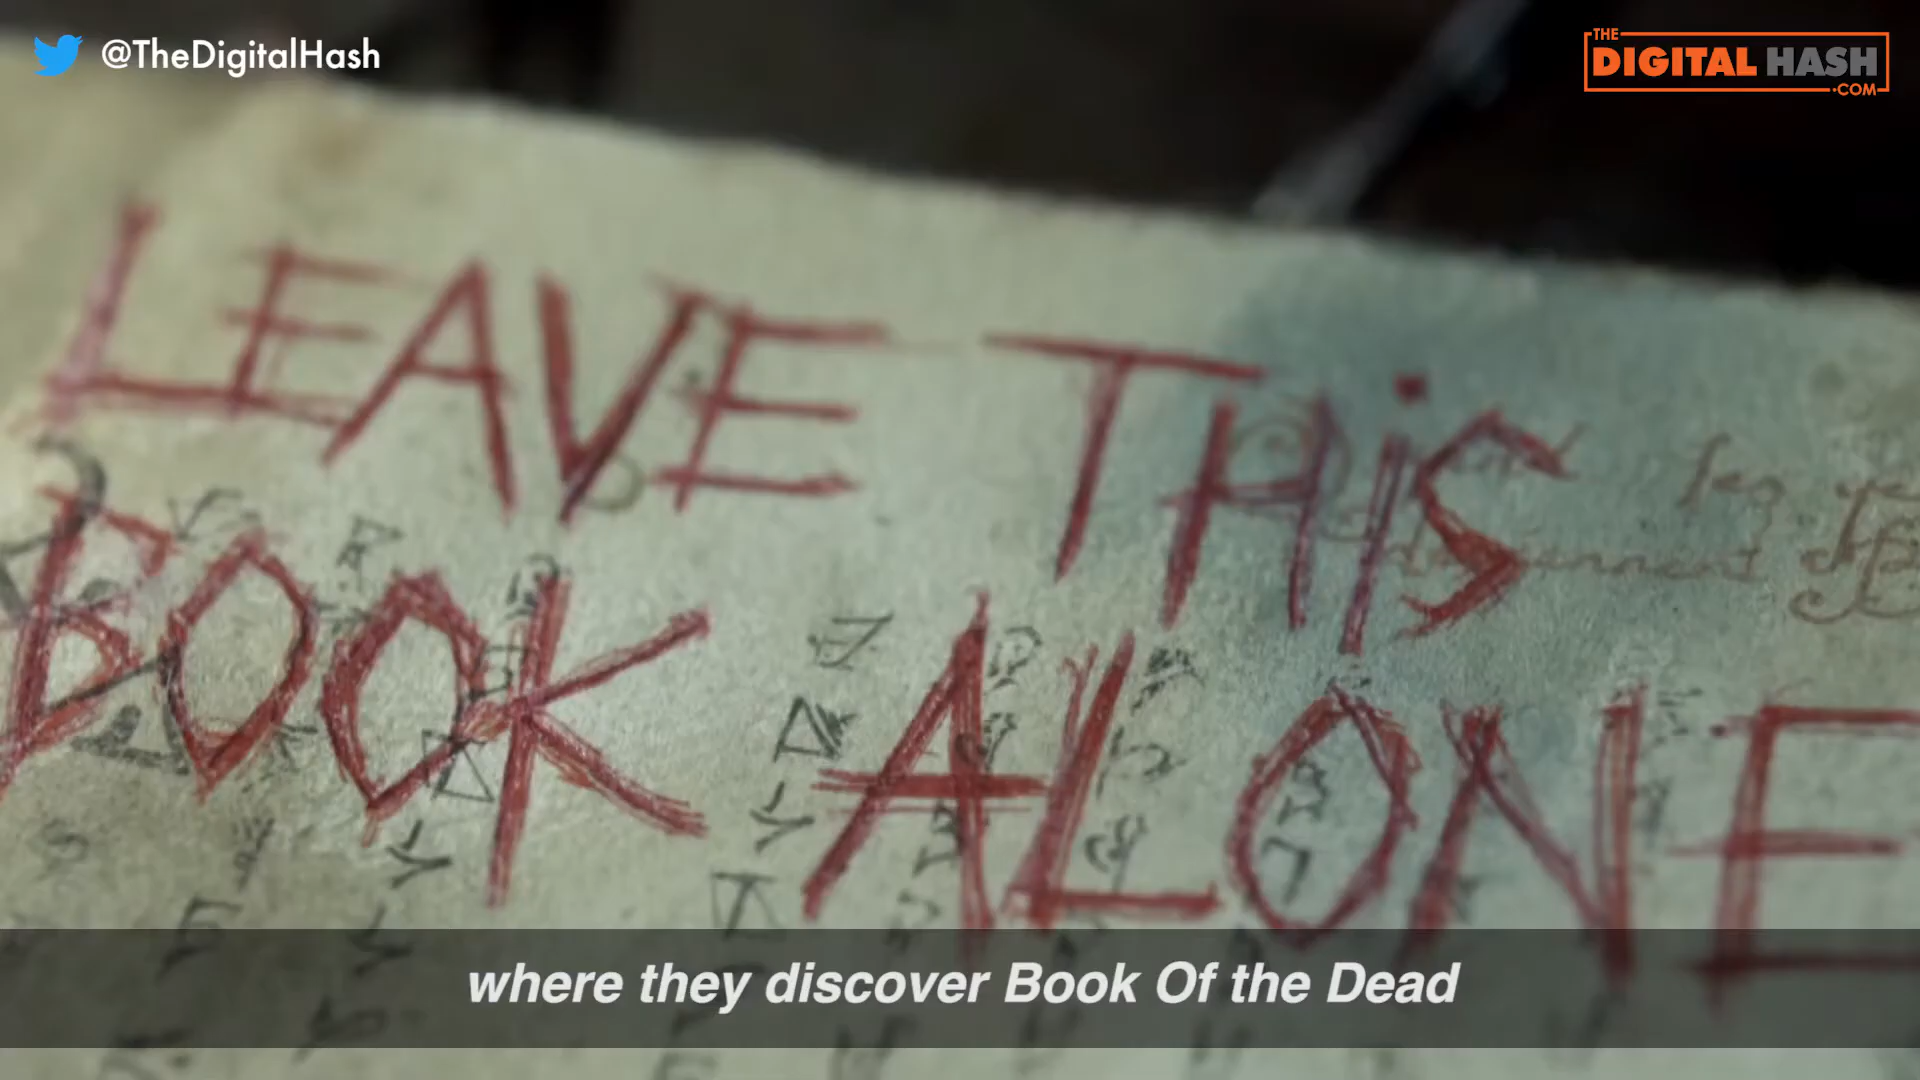 @TheDigitalHash
THE
DIGITAL HASH
.COM
LEAVE THiS
BOOK ALONE
where they discover Book Of the Dead